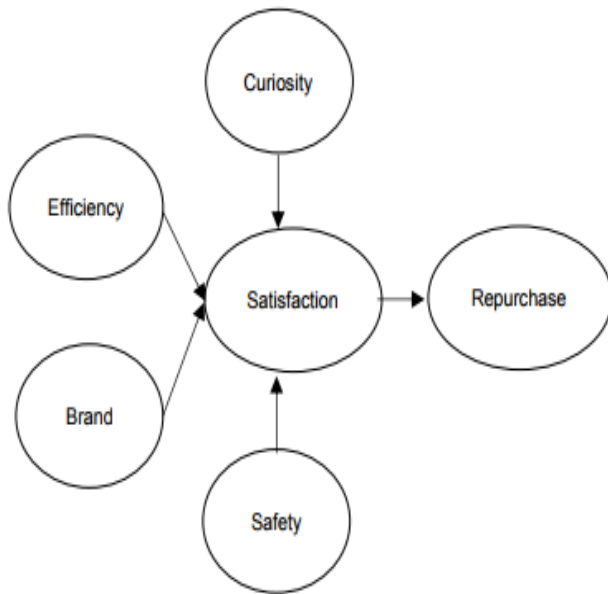 Curiosity
Efficiency
Satisfaction
Repurchase
Brand
Safety